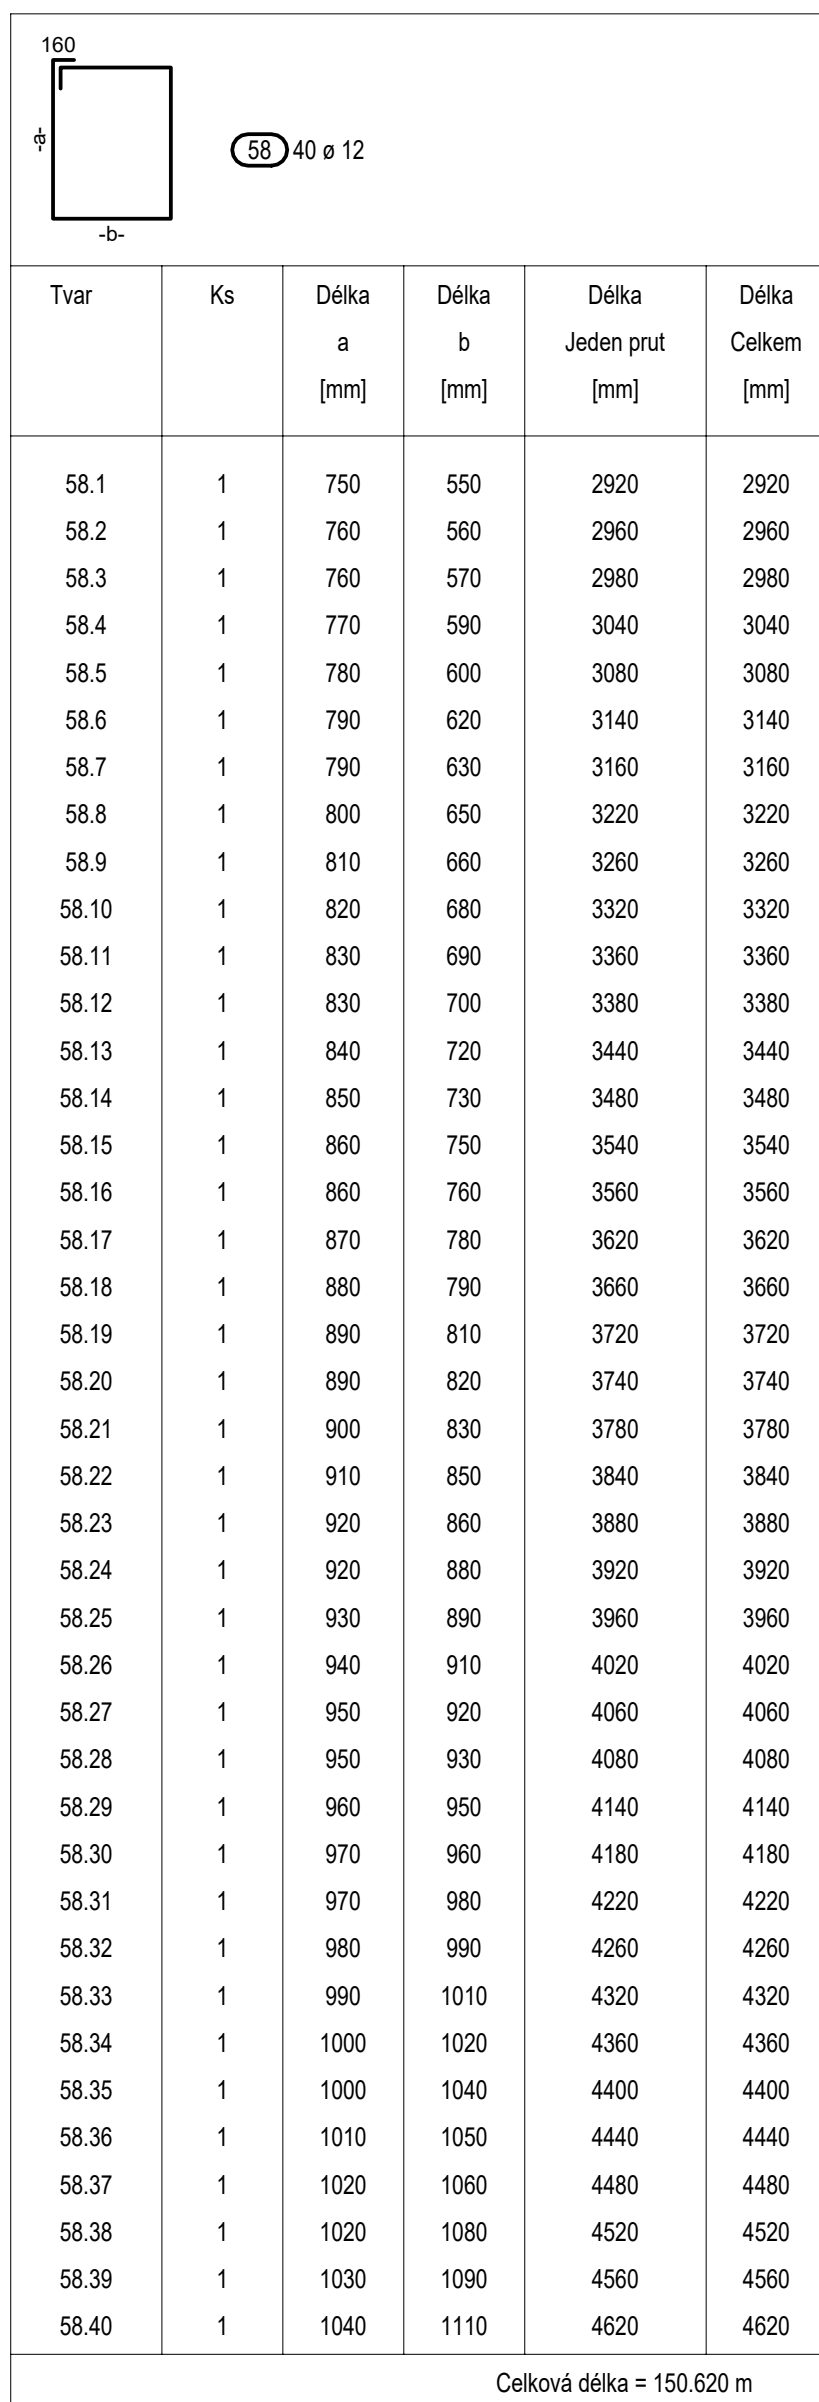 160
-a-
58 40 ø 12
-b-
Tvar Ks Délka Délka Délka Délka
a b Jeden prut Celkem
[mm] [mm] [mm] [mm]
58.1 1 750 550 2920 2920
58.2 1 760 560 2960 2960
58.3 1 760 570 2980 2980
58.4 1 770 590 3040 3040
58.5 1 780 600 3080 3080
58.6 1 790 620 3140 3140
58.7 1 790 630 3160 3160
58.8 1 800 650 3220 3220
58.9 1 810 660 3260 3260
58.10 1 820 680 3320 3320
58.11 1 830 690 3360 3360
58.12 1 830 700 3380 3380
58.13 1 840 720 3440 3440
58.14 1 850 730 3480 3480
58.15 1 860 750 3540 3540
58.16 1 860 760 3560 3560
58.17 1 870 780 3620 3620
58.18 1 880 790 3660 3660
58.19 1 890 810 3720 3720
58.20 1 890 820 3740 3740
58.21 1 900 830 3780 3780
58.22 1 910 850 3840 3840
58.23 1 920 860 3880 3880
58.24 1 920 880 3920 3920
58.25 1 930 890 3960 3960
58.26 1 940 910 4020 4020
58.27 1 950 920 4060 4060
58.28 1 950 930 4080 4080
58.29 1 960 950 4140 4140
58.30 1 970 960 4180 4180
58.31 1 970 980 4220 4220
58.32 1 980 990 4260 4260
58.33 1 990 1010 4320 4320
58.34 1 1000 1020 4360 4360
58.35 1 1000 1040 4400 4400
58.36 1 1010 1050 4440 4440
58.37 1 1020 1060 4480 4480
58.38 1 1020 1080 4520 4520
58.39 1 1030 1090 4560 4560
58.40 1 1040 1110 4620 4620
Celková délka = 150.620 m